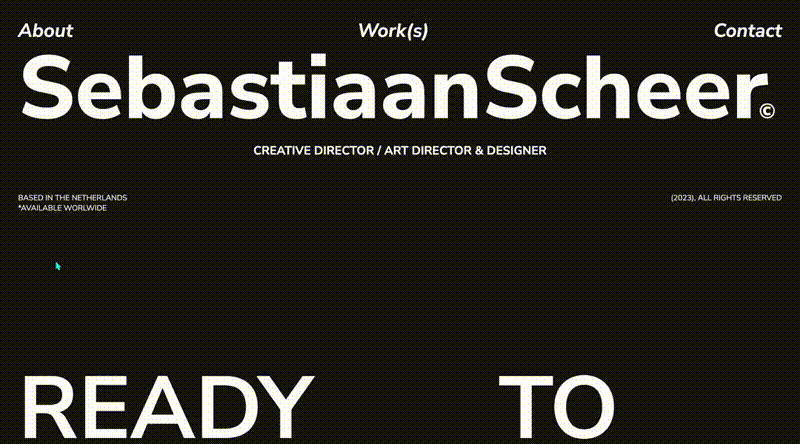 About Work(s) Contact
SebastiaanScheer©
CREATIVE DIRECTOR / ART DIRECTOR & DESIGNER
BASED IN THE NETHERLANDS (2023), ALL RIGHTS RESERVED
*AVAILABLE WORLWIDE
READY TO